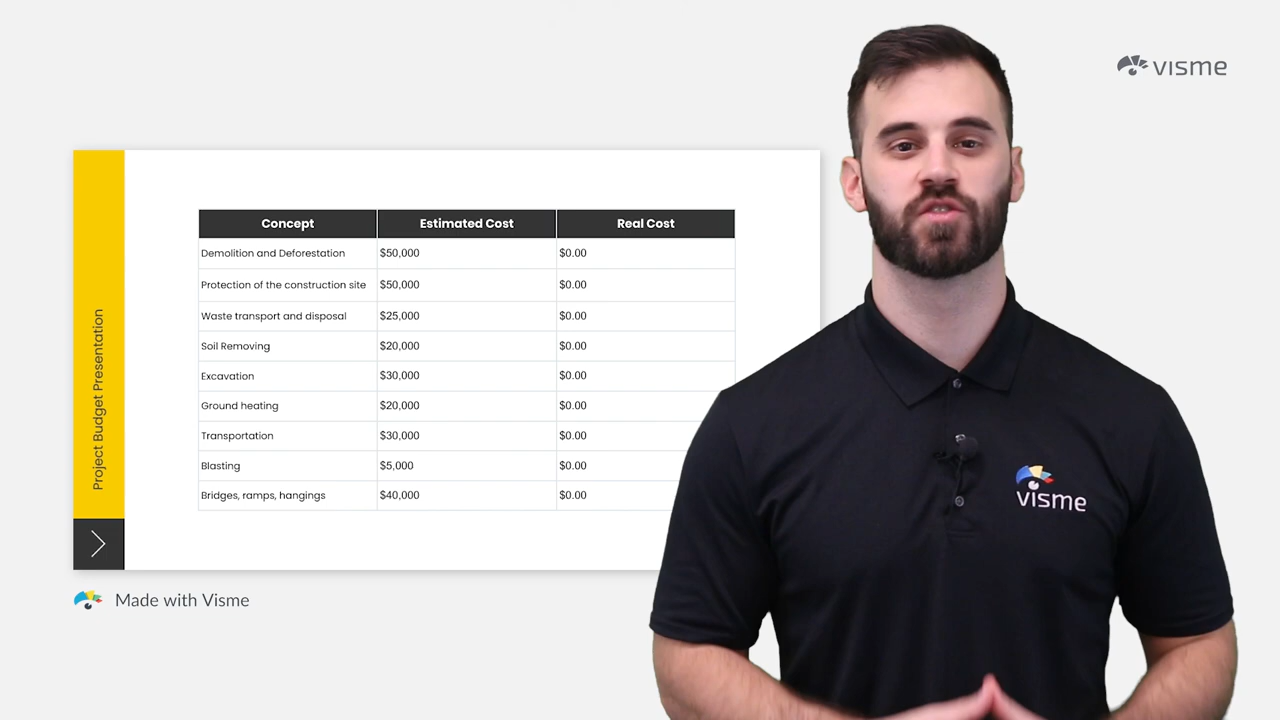 visme
Concept Estimated Cost Real Cost
Demolition and Deforestation $50,000 $0.00
Protection of the construction site $50,000 $0.00
Waste transport and disposal $25,000 $0.00
Soil Removing $20,000 $0.00
Excavation $30,000 $0.00
Ground heating $20,000 $0.00
Transportation $30,000 $0.00
Blasting $5,000 $0.00
Bridges, ramps, hangings $40,000 $0.00
Project Budget Presentation
Made with Visme
visme